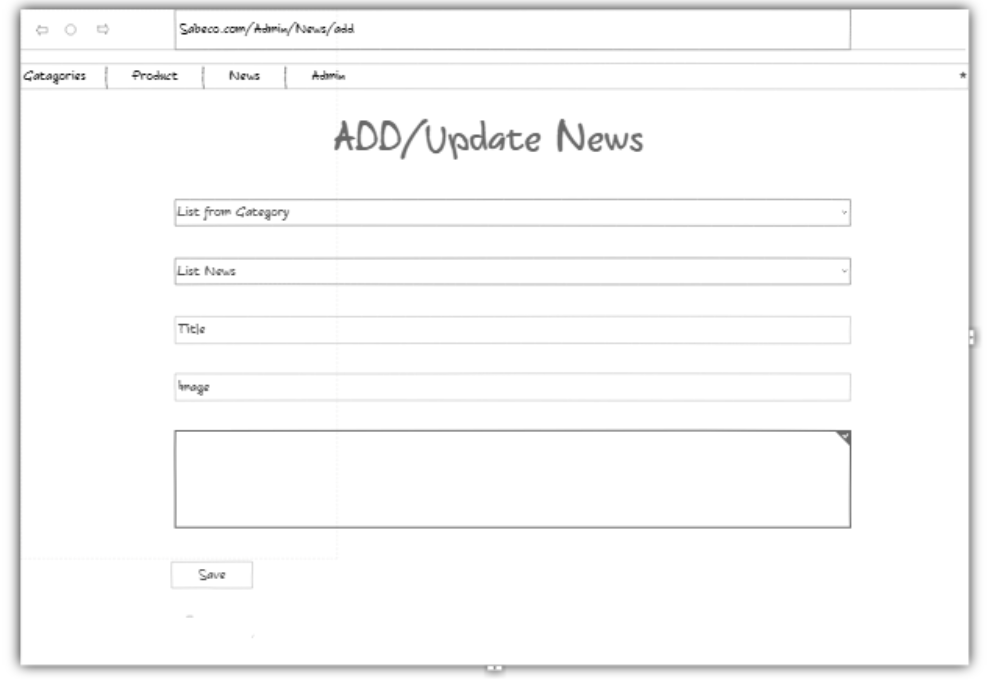 Sabeco.com/Admin/News/add
Catagories Product News Admin
ADD/Update News
List from Category
List News
Title
Image
Save